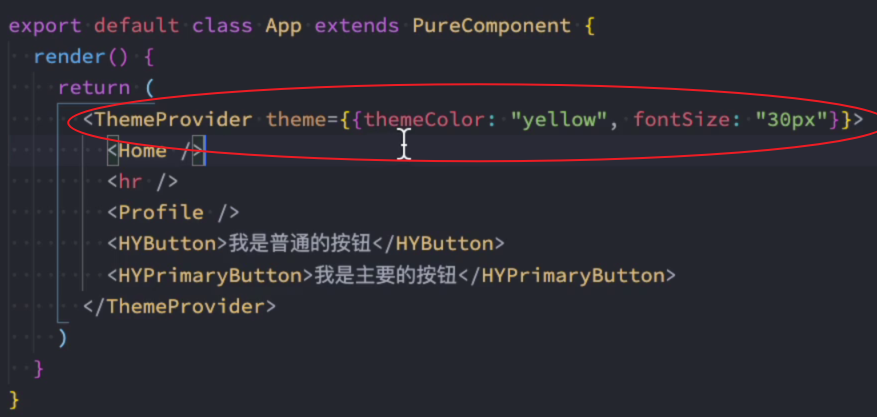 export default class App extends PureComponent {
render() {
return (
<ThemeProvider theme={{themeColor: "yellow", fontSize: "30px"}}>
<Home />
<hr />
<Profile />
<HYButton>我是普通的按钮</HYButton>
<HYPrimaryButton>我是主要的按钮</HYPrimaryButton>
</ThemeProvider>
)
}
}